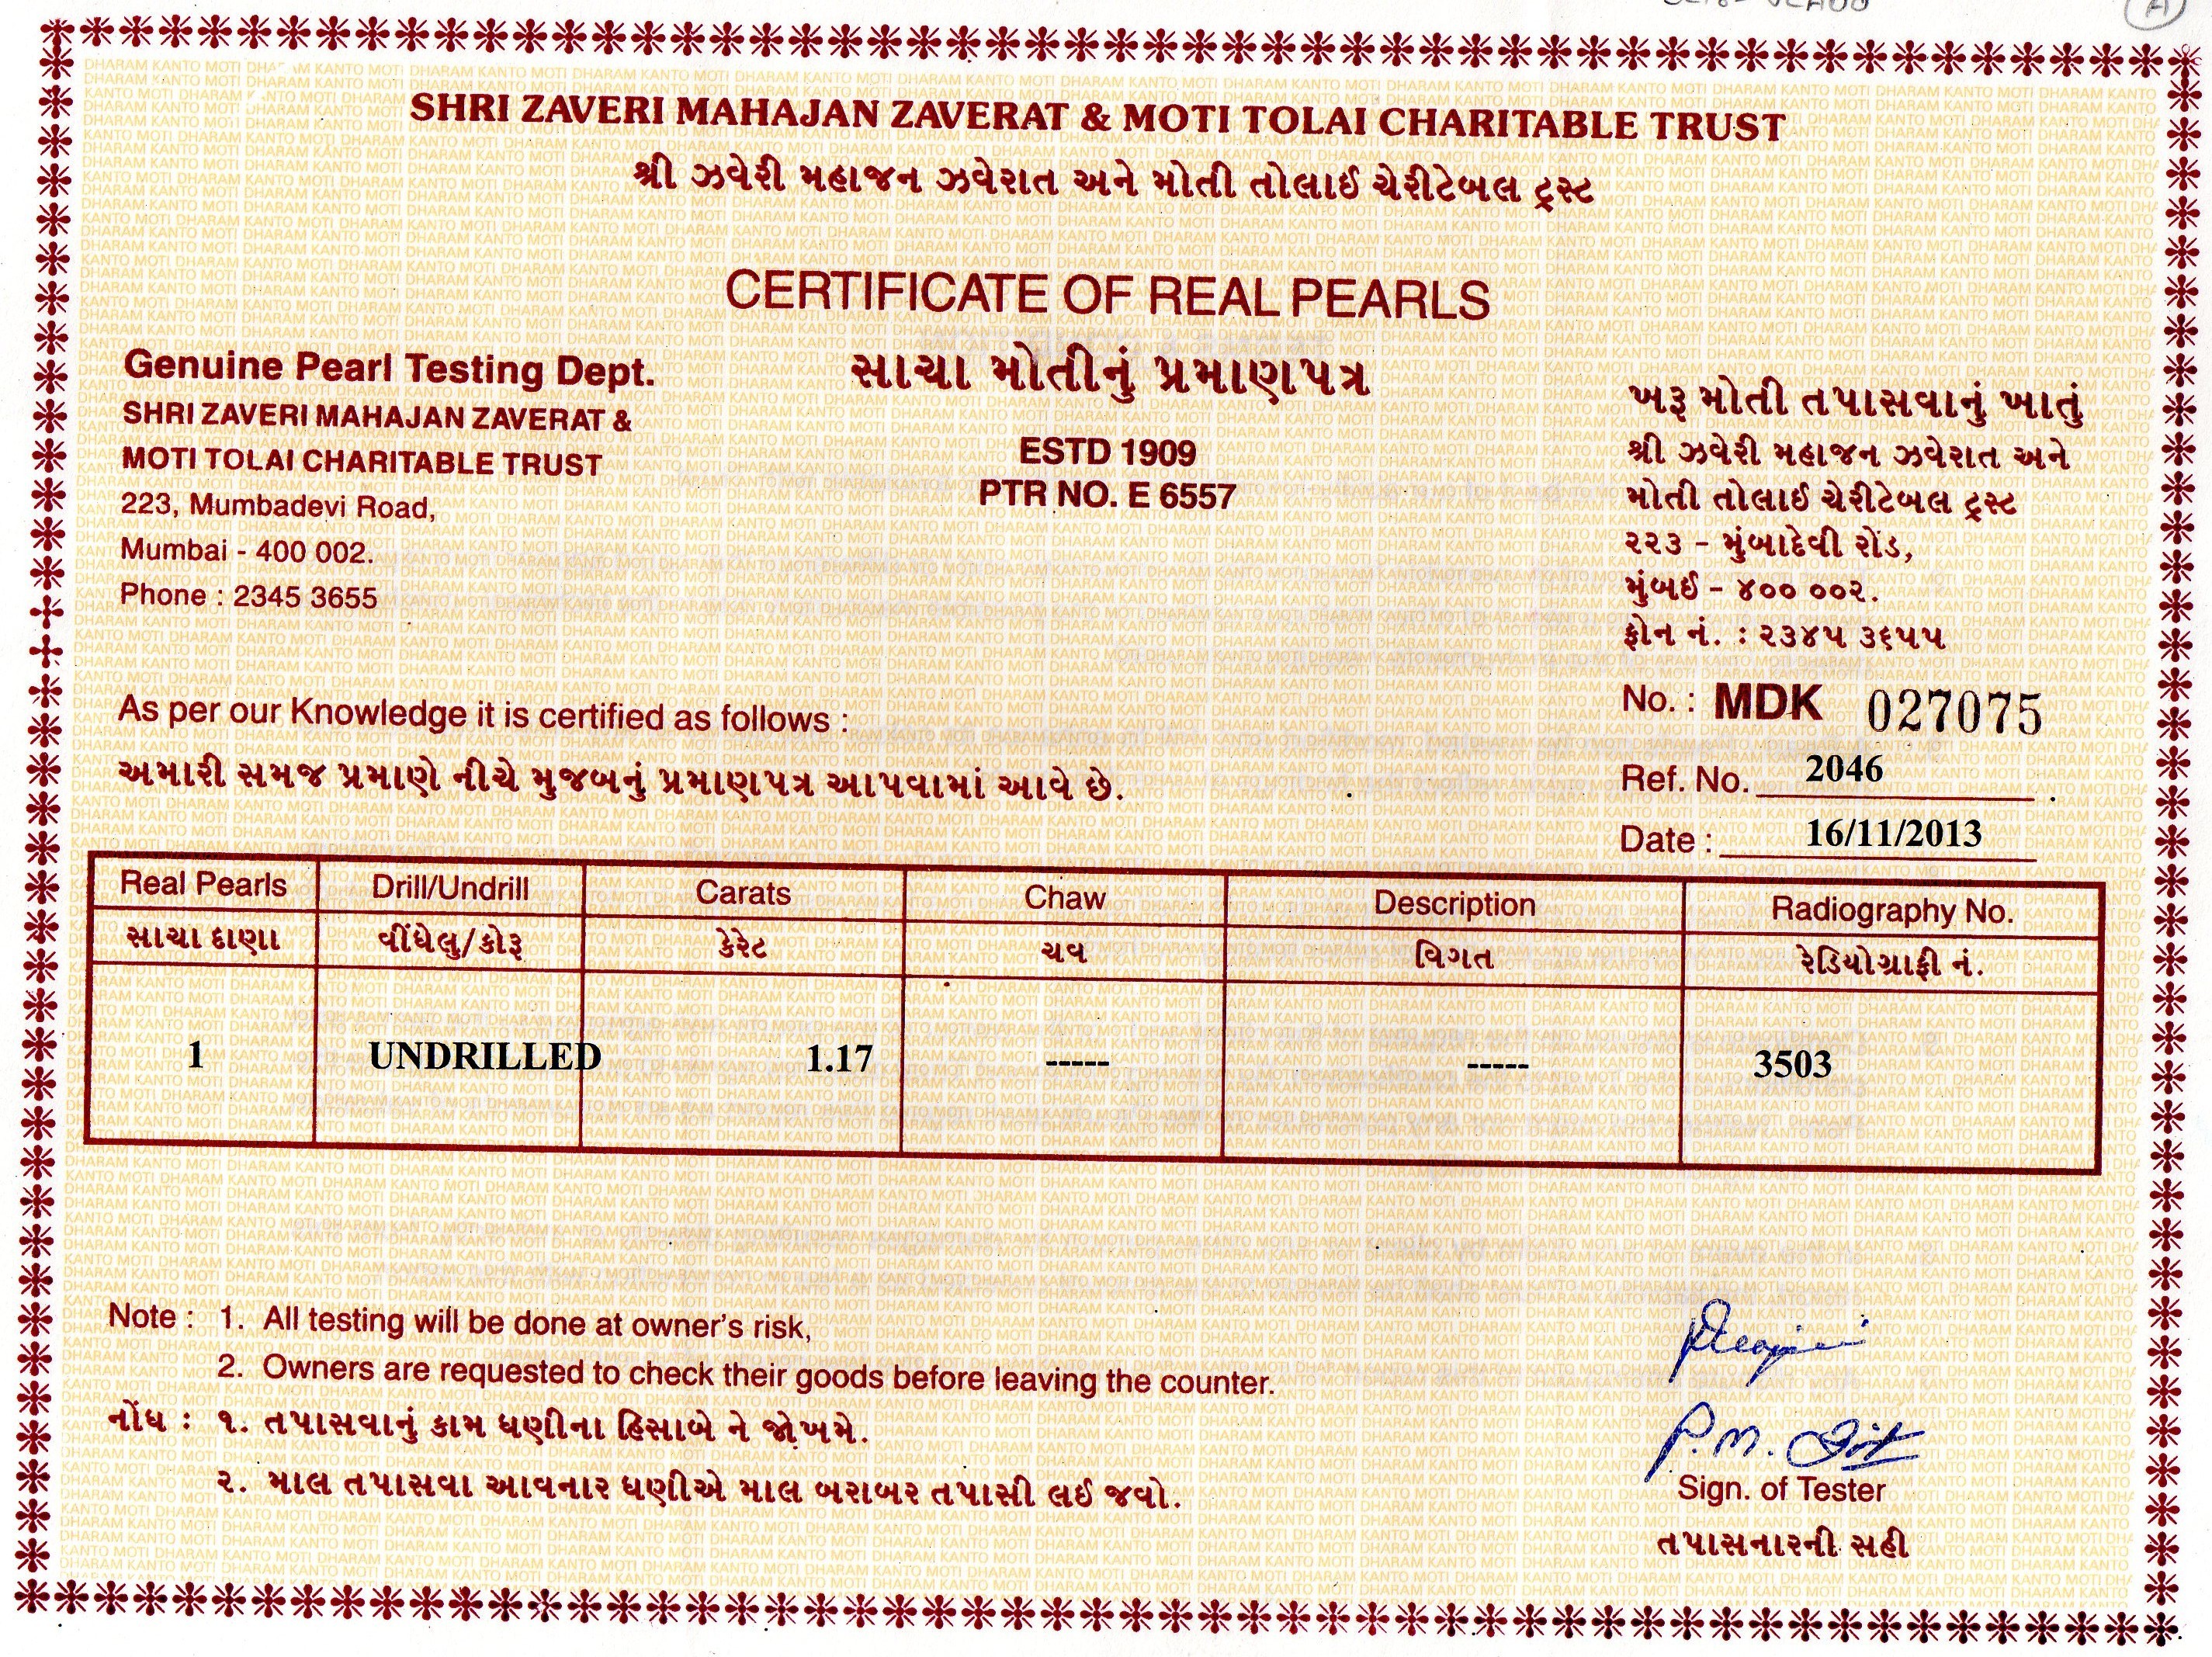 SHRI ZAVERI MAHAJAN ZAVERAT & MOTI TOLAI CHARITABLE TRUST
શ્રી ઝવેરી મહાજન ઝવેરાત અને મોતી તોલાઈ ચેરીટેબલ ટ્રસ્ટ
CERTIFICATE OF REAL PEARLS
સાચા મોતીનું પ્રમાણપત્ર
ESTD 1909
PTR NO. E 6557
Genuine Pearl Testing Dept.
SHRI ZAVERI MAHAJAN ZAVERAT &
MOTI TOLAI CHARITABLE TRUST
223, Mumbadevi Road,
Mumbai - 400 002.
Phone : 2345 3655
ખરૂ મોતી તપાસવાનું ખાતું
શ્રી ઝવેરી મહાજન ઝવેરાત અને
મોતી તોલાઈ ચેરીટેબલ ટ્રસ્ટ
૨૨૩ - મુંબાદેવી રોંડ,
મુંબઈ - ૪૦૦ ૦૦૨.
ફોન નં. : ૨૩૪૫ ૩૬૫૫
No. : MDK 027075
Ref. No. 2046
Date : 16/11/2013
As per our Knowledge it is certified as follows :
અમારી સમજ પ્રમાણે નીચે મુજબનું પ્રમાણપત્ર આપવામાં આવે છે.
Real Pearls Drill/Undrill Carats Chaw Description Radiography No.
સાચા દાણા વીંધેલુ/કોરૂ કેરેટ ચવ વિગત રેડિયોગ્રાફી નં.
1 UNDRILLED 1.17 ----- ----- 3503
Note : 1. All testing will be done at owner's risk,
2. Owners are requested to check their goods before leaving the counter.
નોંધ : ૧. તપાસવાનું કામ ધણીના હિસાબે ને જોખમે.
૨. માલ તપાસવા આવનાર ધણીએ માલ બરાબર તપાસી લઈ જવો.
P.M.
Sign. of Tester
તપાસનારની સહી